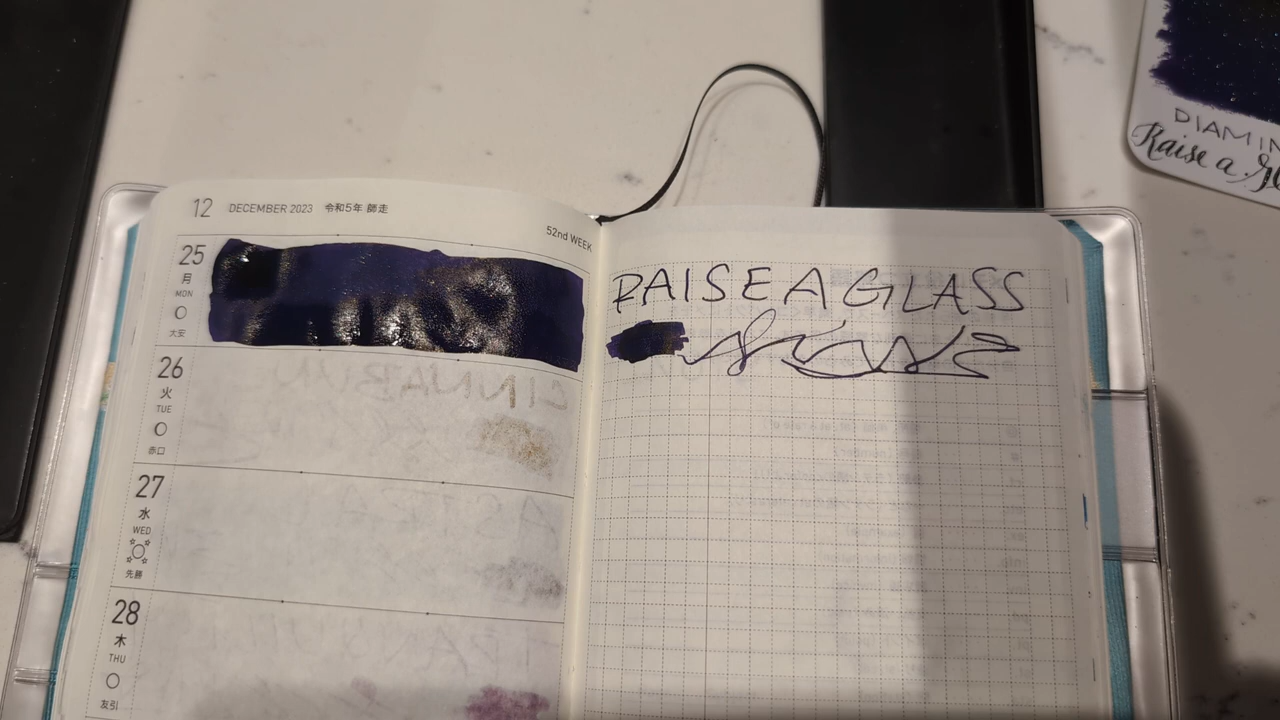 12 DECEMBER 2023 令和5年 師走
52nd WEEK
25
月
MON
大安
26
火
TUE
赤口
27
水
WED
先勝
28
木
THU
友引
RAISE A GLASS
DIAMIN
Raise a Gl